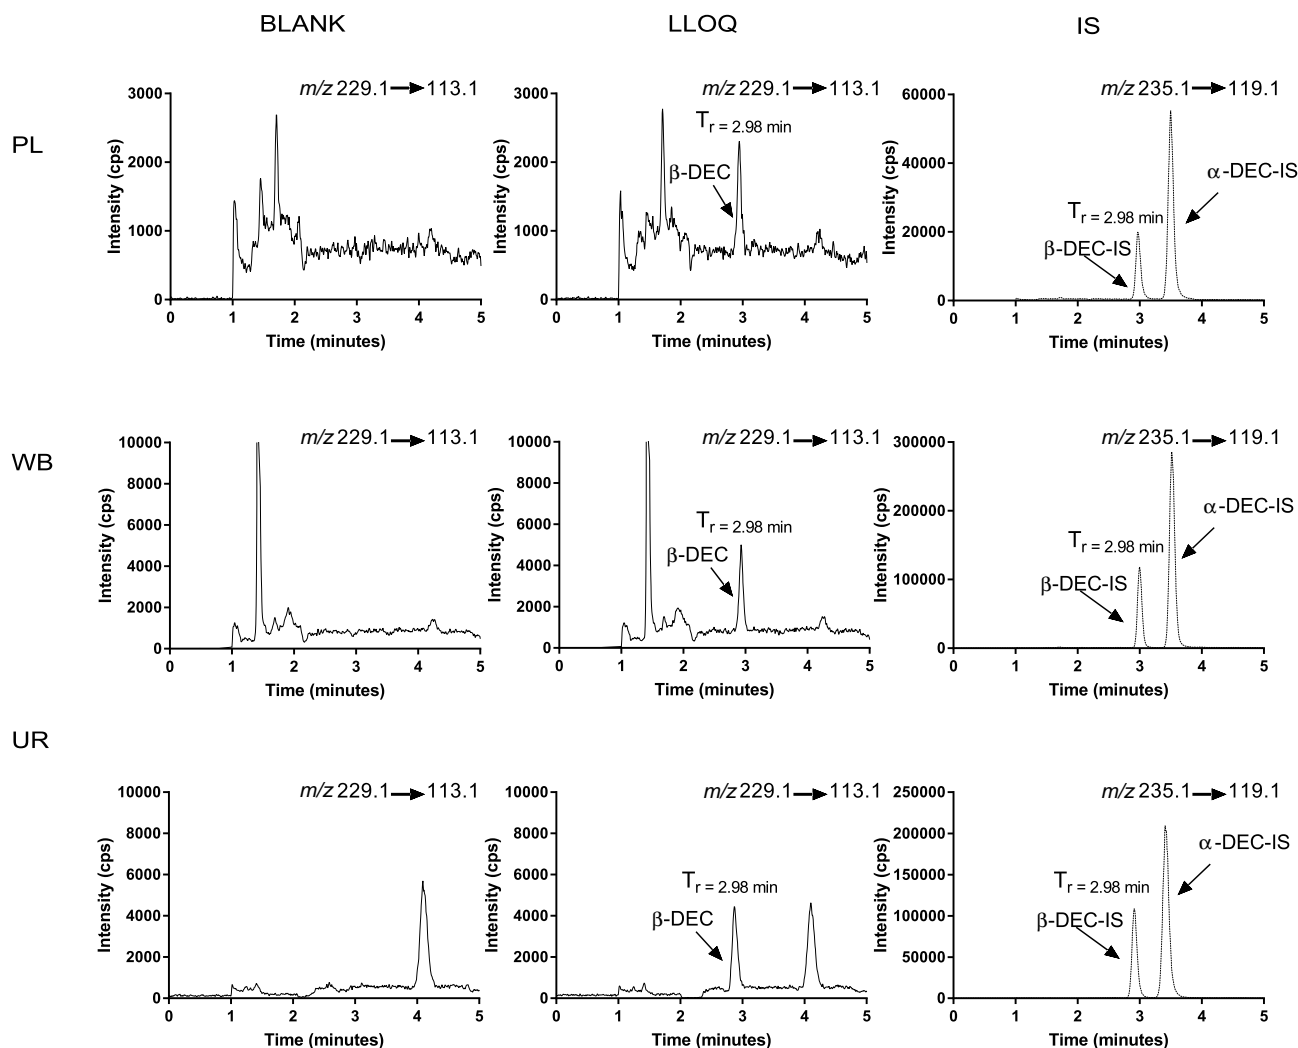 BLANK
LLOQ
IS
PL
m/z 229.1 113.1
3000
2000
1000
0
Intensity (cps)
0 1 2 3 4 5
Time (minutes)
m/z 229.1 113.1
Tr = 2.98 min
β-DEC
3000
2000
1000
0
Intensity (cps)
0 1 2 3 4 5
Time (minutes)
m/z 235.1 119.1
α-DEC-IS
Tr = 2.98 min
β-DEC-IS
60000
40000
20000
0
Intensity (cps)
0 1 2 3 4 5
Time (minutes)
WB
m/z 229.1 113.1
10000
8000
6000
4000
2000
0
Intensity (cps)
0 1 2 3 4 5
Time (minutes)
m/z 229.1 113.1
Tr = 2.98 min
β-DEC
10000
8000
6000
4000
2000
0
Intensity (cps)
0 1 2 3 4 5
Time (minutes)
m/z 235.1 119.1
α-DEC-IS
Tr = 2.98 min
β-DEC-IS
300000
200000
100000
0
Intensity (cps)
0 1 2 3 4 5
Time (minutes)
UR
m/z 229.1 113.1
10000
8000
6000
4000
2000
0
Intensity (cps)
0 1 2 3 4 5
Time (minutes)
m/z 229.1 113.1
Tr = 2.98 min
β-DEC
10000
8000
6000
4000
2000
0
Intensity (cps)
0 1 2 3 4 5
Time (minutes)
m/z 235.1 119.1
α-DEC-IS
Tr = 2.98 min
β-DEC-IS
250000
200000
150000
100000
50000
0
Intensity (cps)
0 1 2 3 4 5
Time (minutes)